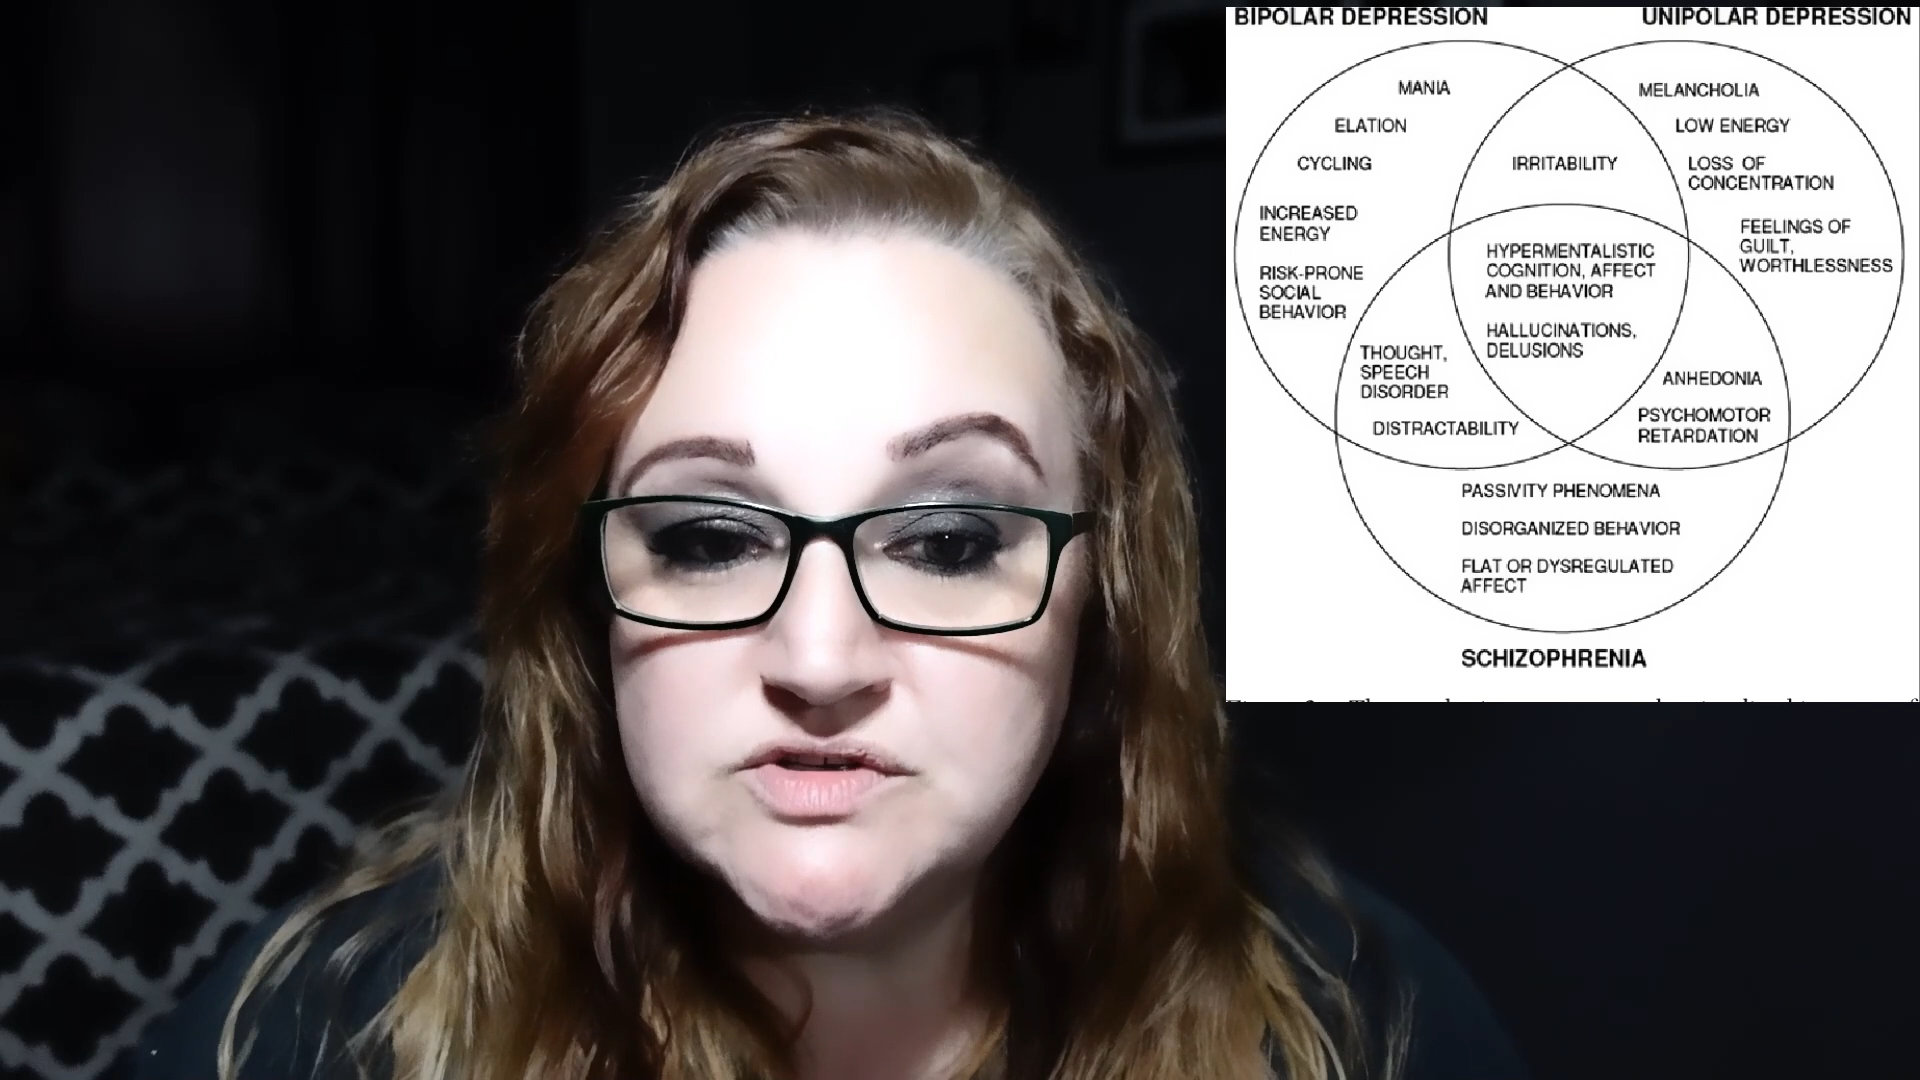 BIPOLAR DEPRESSION
UNIPOLAR DEPRESSION
MANIA
ELATION
CYCLING
INCREASED
ENERGY
RISK-PRONE
SOCIAL
BEHAVIOR
IRRITABILITY
MELANCHOLIA
LOW ENERGY
LOSS OF
CONCENTRATION
FEELINGS OF
GUILT,
WORTHLESSNESS
HYPERMENTALISTIC
COGNITION, AFFECT
AND BEHAVIOR
HALLUCINATIONS,
DELUSIONS
THOUGHT,
SPEECH
DISORDER
DISTRACTABILITY
ANHEDONIA
PSYCHOMOTOR
RETARDATION
PASSIVITY PHENOMENA
DISORGANIZED BEHAVIOR
FLAT OR DYSREGULATED
AFFECT
SCHIZOPHRENIA